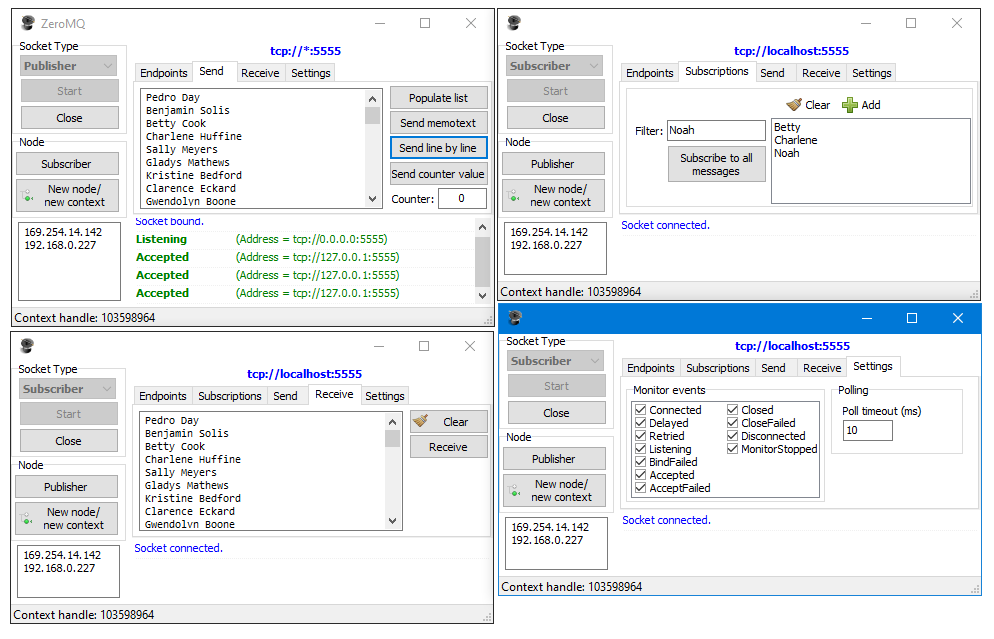 ZeroMQ
Socket Type
Publisher
Start
Close
Node
Subscriber
New node/
new context
169.254.14.142
192.168.0.227
tcp://*:5555
Endpoints Send Receive Settings
Pedro Day
Benjamin Solis
Betty Cook
Charlene Huffine
Sally Meyers
Gladys Mathews
Kristine Bedford
Clarence Eckard
Gwendolyn Boone
Populate list
Send memotext
Send line by line
Send counter value
Counter: 0
Socket bound.
Listening (Address = tcp://0.0.0.0:5555)
Accepted (Address = tcp://127.0.0.1:5555)
Accepted (Address = tcp://127.0.0.1:5555)
Accepted (Address = tcp://127.0.0.1:5555)
Context handle: 103598964
Socket Type
Subscriber
Start
Close
Node
Publisher
New node/
new context
169.254.14.142
192.168.0.227
tcp://localhost:5555
Endpoints Subscriptions Send Receive Settings
Clear Add
Filter: Noah
Subscribe to all
messages
Betty
Charlene
Noah
Socket connected.
Context handle: 103598964
Socket Type
Subscriber
Start
Close
Node
Publisher
New node/
new context
169.254.14.142
192.168.0.227
tcp://localhost:5555
Endpoints Subscriptions Send Receive Settings
Pedro Day
Benjamin Solis
Betty Cook
Charlene Huffine
Sally Meyers
Gladys Mathews
Kristine Bedford
Clarence Eckard
Gwendolyn Boone
Clear
Receive
Socket connected.
Context handle: 103598964
Socket Type
Subscriber
Start
Close
Node
Publisher
New node/
new context
169.254.14.142
192.168.0.227
tcp://localhost:5555
Endpoints Subscriptions Send Receive Settings
Monitor events
Connected
Delayed
Retried
Listening
BindFailed
Accepted
AcceptFailed
Closed
CloseFailed
Disconnected
MonitorStopped
Polling
Poll timeout (ms)
10
Socket connected.
Context handle: 103598964